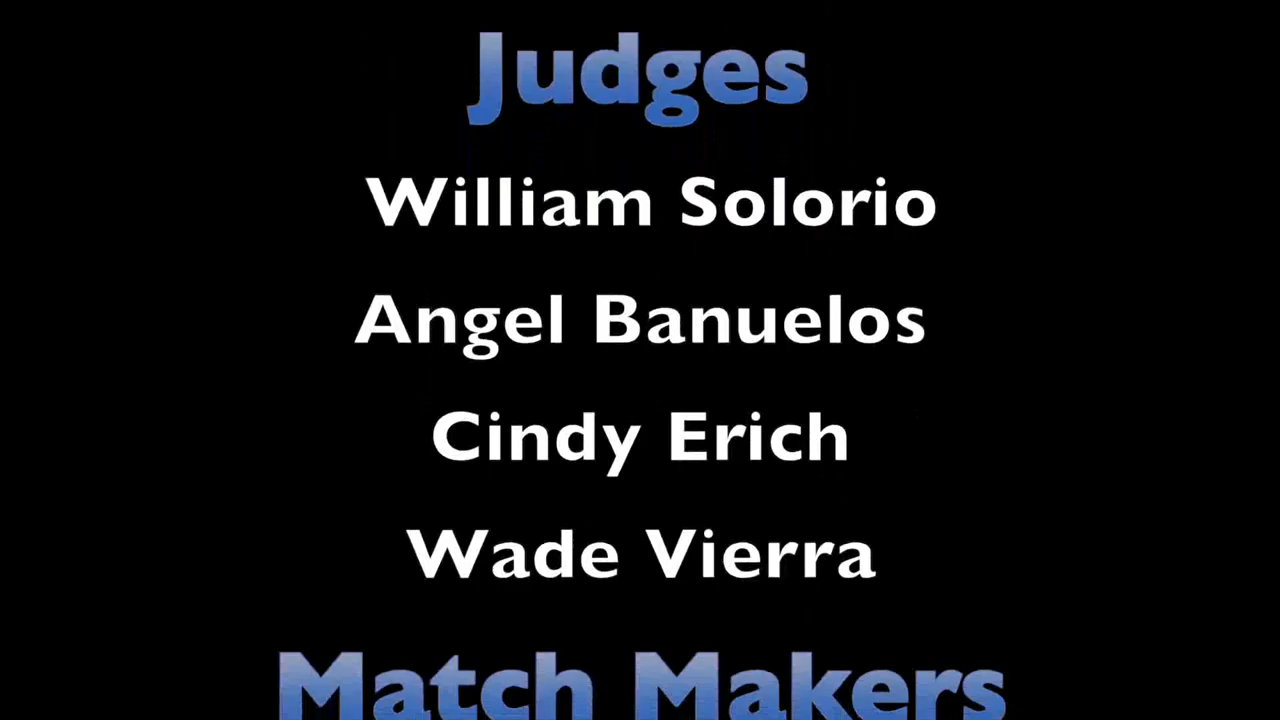 Judges
William Solorio
Angel Banuelos
Cindy Erich
Wade Vierra
Match Makers